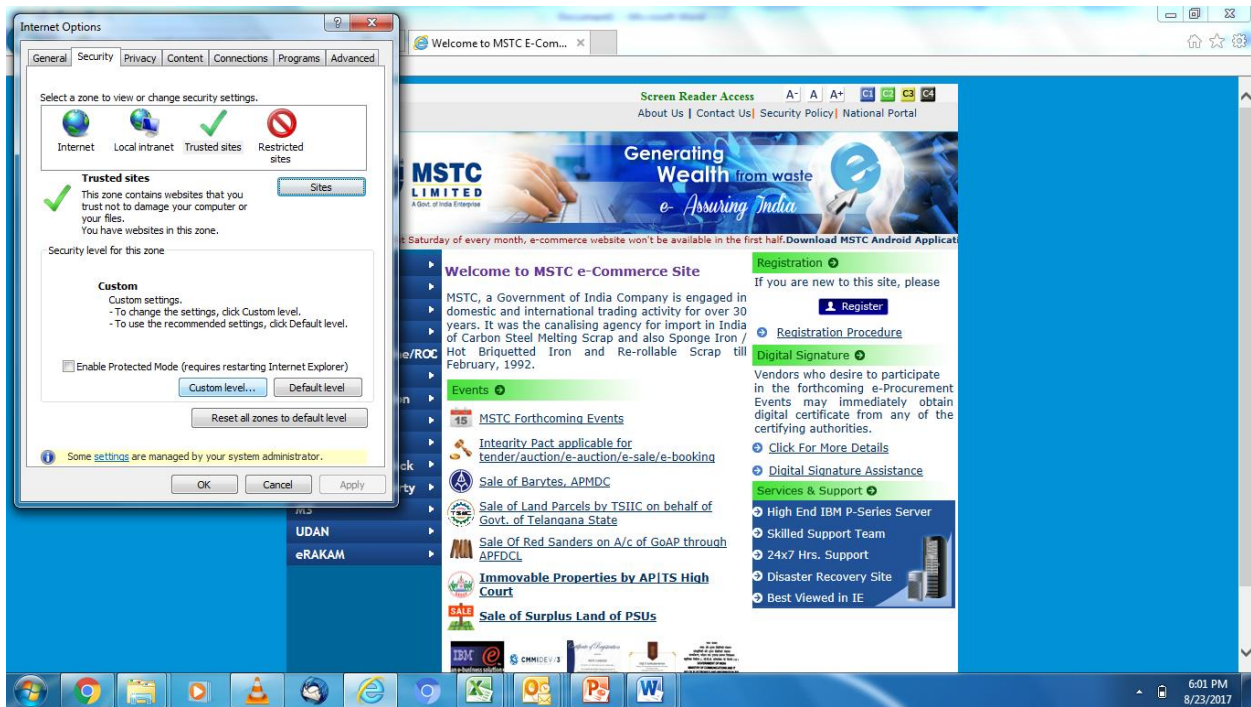 Internet Options
General Security Privacy Content Connections Programs Advanced
Select a zone to view or change security settings.
Internet Local intranet Trusted sites Restricted
sites
Trusted sites
This zone contains websites that you
trust not to damage your computer or
your files.
You have websites in this zone.
Sites
Security level for this zone
Custom
Custom settings.
- To change the settings, click Custom level.
- To use the recommended settings, click Default level.
Enable Protected Mode (requires restarting Internet Explorer)
Custom level... Default level
Reset all zones to default level
Some settings are managed by your system administrator.
OK Cancel Apply
Welcome to MSTC E-Com...
Screen Reader Access A- A A+ C1 C2 C3 C4
About Us | Contact Us| Security Policy| National Portal
MSTC
LIMITED
A Govt. of India Enterprise
Generating
Wealth from waste
e- Assuring India
t Saturday of every month, e-commerce website won't be available in the first half.Download MSTC Android Applicati
e/ROC
on
ck
rty
MS
UDAN
eRAKAM
Welcome to MSTC e-Commerce Site
MSTC, a Government of India Company is engaged in
domestic and international trading activity for over 30
years. It was the canalising agency for import in India
of Carbon Steel Melting Scrap and also Sponge Iron /
Hot Briquetted Iron and Re-rollable Scrap till
February, 1992.
Events
15 MSTC Forthcoming Events
Integrity Pact applicable for
tender/auction/e-auction/e-sale/e-booking
Sale of Barytes, APMDC
Sale of Land Parcels by TSIIC on behalf of
Govt. of Telangana State
Sale Of Red Sanders on A/c of GoAP through
APFDCL
Immovable Properties by AP|TS High
Court
SALE
Sale of Surplus Land of PSUs
IBM
CMMIDEV/3
Registration
If you are new to this site, please
Register
Registration Procedure
Digital Signature
Vendors who desire to participate
in the forthcoming e-Procurement
Events may immediately obtain
digital certificate from any of the
certifying authorities.
Click For More Details
Digital Signature Assistance
Services & Support
High End IBM P-Series Server
Skilled Support Team
24x7 Hrs. Support
Disaster Recovery Site
Best Viewed in IE
6:01 PM
8/23/2017